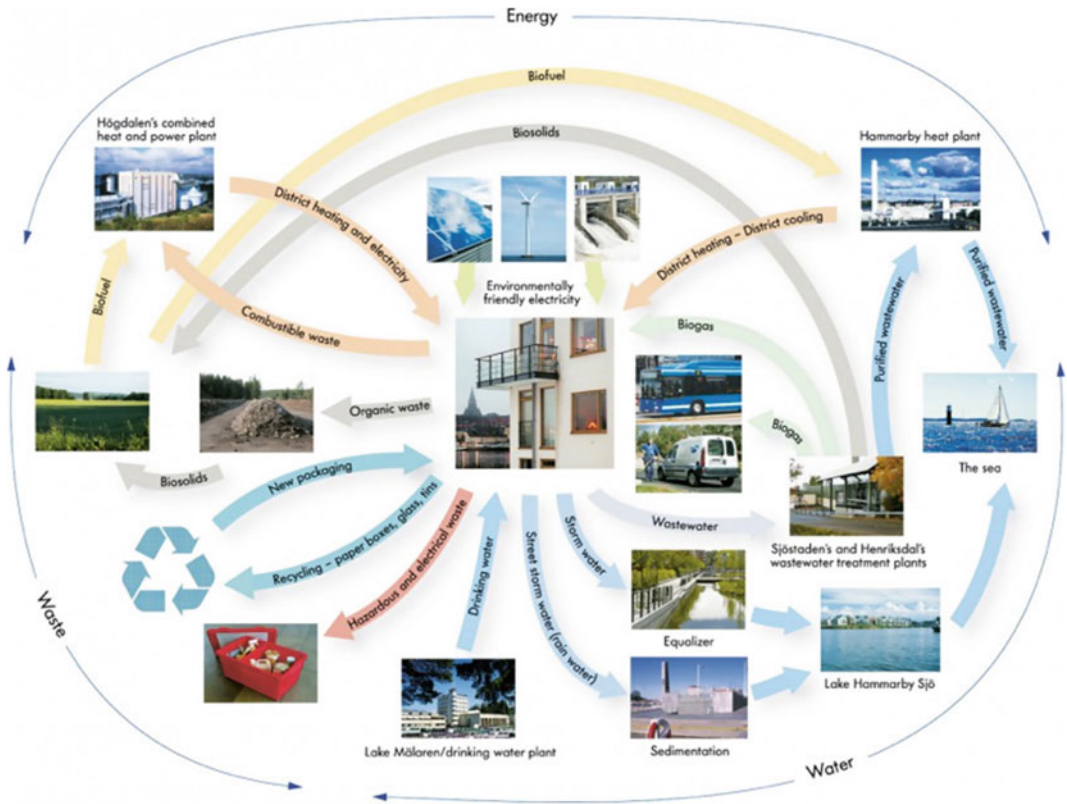 Energy
Biofuel
Högdalen's combined
heat and power plant
Biosolids
Hammarby heat plant
District heating and electricity
District heating – District cooling
Environmentally
friendly electricity
Biofuel
Combustible waste
Biogas
Purified wastewater
Purified wastewater
Organic waste
Biogas
The sea
Biosolids
New packaging
Recycling – paper boxes, glass, tins
Hazardous and electrical waste
Drinking water
Street storm water (rain water)
Storm water
Wastewater
Sjöstaden's and Henriksdal's
wastewater treatment plants
Waste
Equalizer
Lake Hammarby Sjö
Lake Mälaren/drinking water plant
Sedimentation
Water